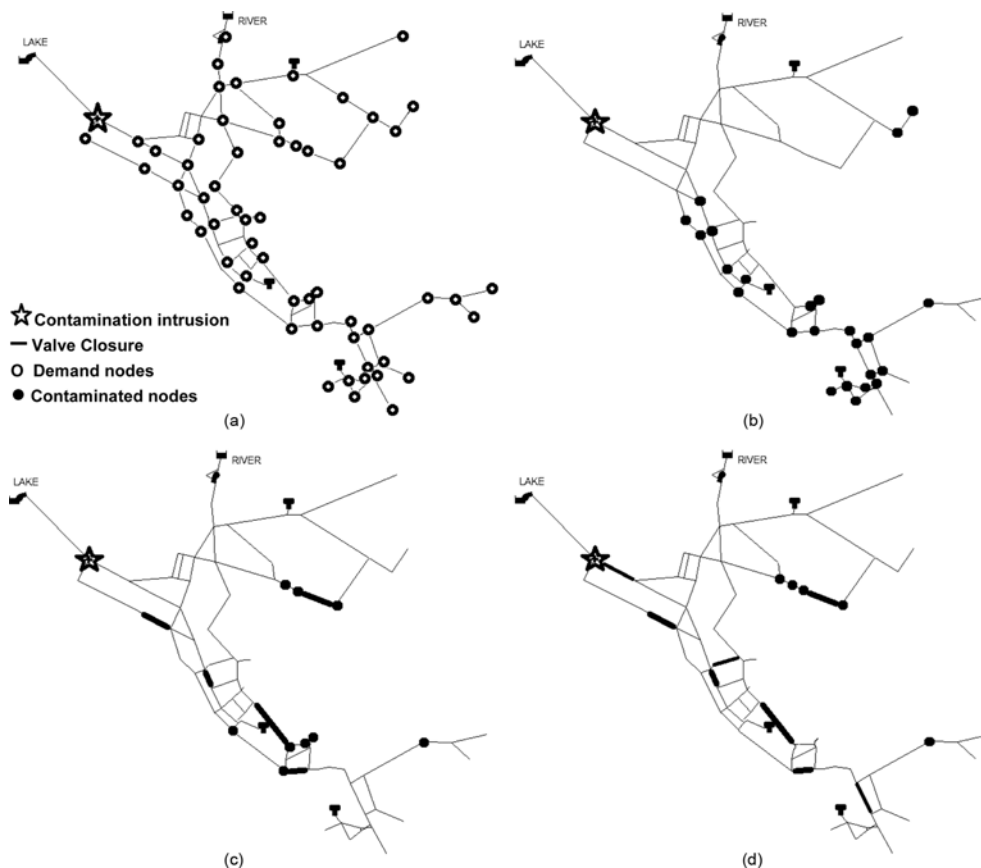 RIVER
LAKE
Contamination intrusion
Valve Closure
Demand nodes
Contaminated nodes
(a)
RIVER
LAKE
(b)
RIVER
LAKE
(c)
RIVER
LAKE
(d)